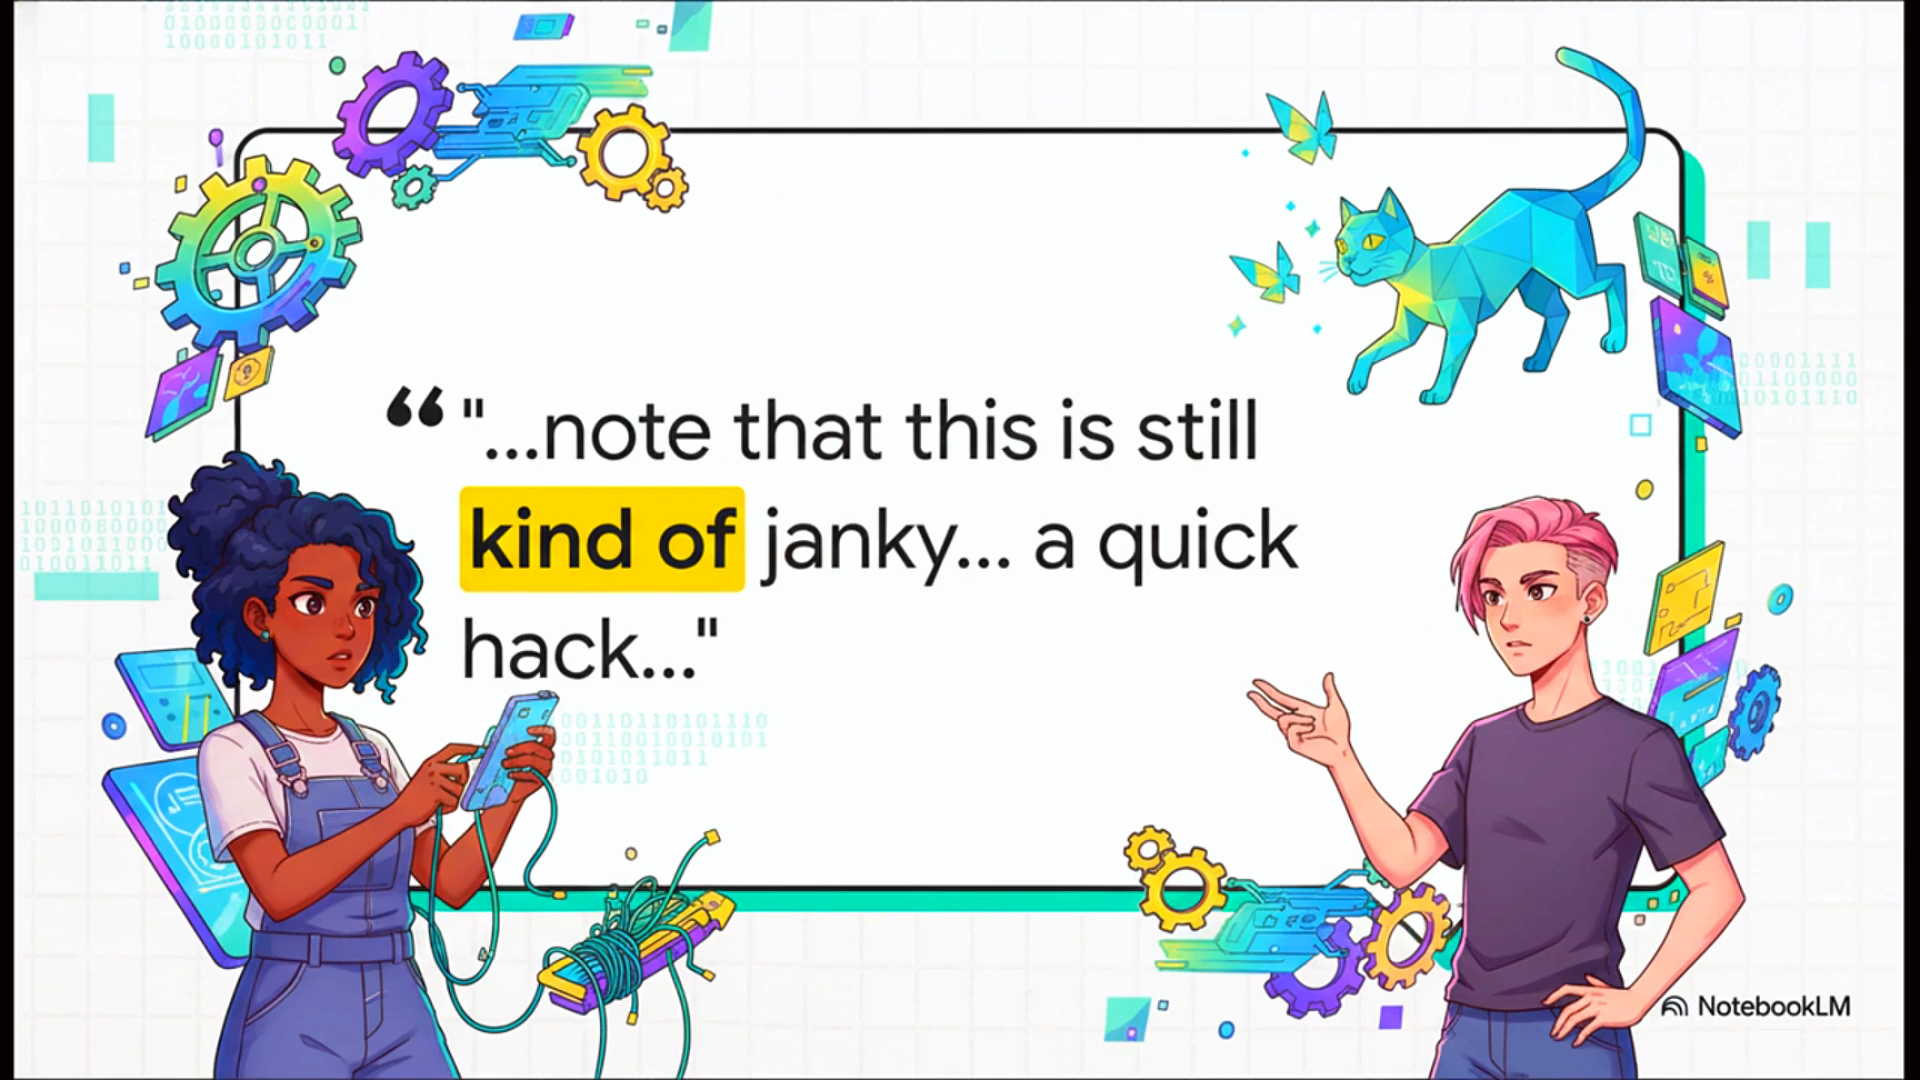 “"...note that this is still
kind of janky... a quick
hack..."
NotebookLM